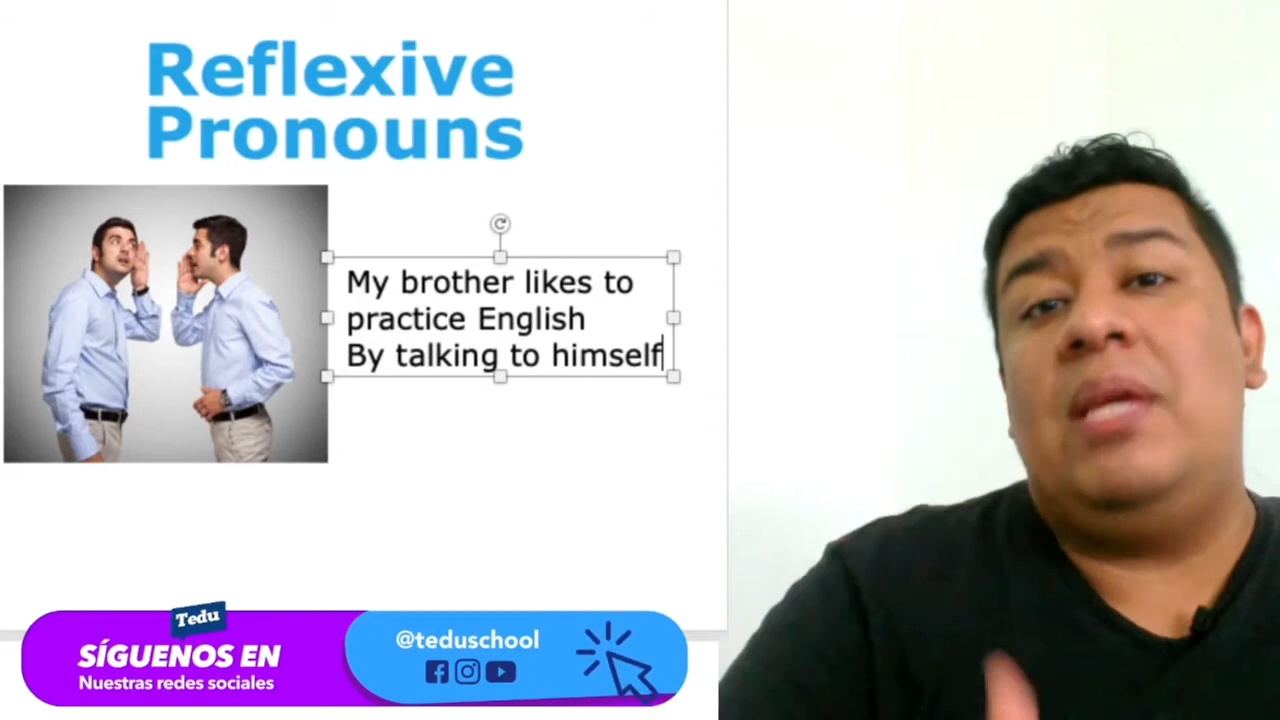 Reflexive
Pronouns
My brother likes to
practice English
By talking to himself
Tedu
SÍGUENOS EN
Nuestras redes sociales
@teduschool